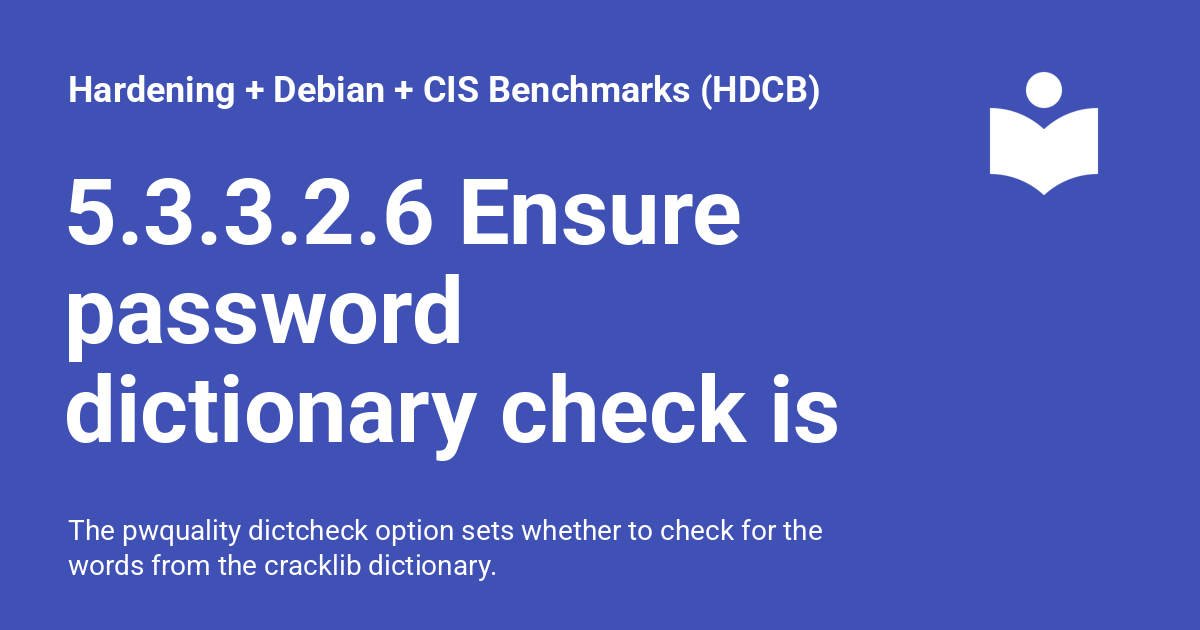 Hardening + Debian + CIS Benchmarks (HDCB)
5.3.3.2.6 Ensure
password
dictionary check is
The pwquality dictcheck option sets whether to check for the
words from the cracklib dictionary.